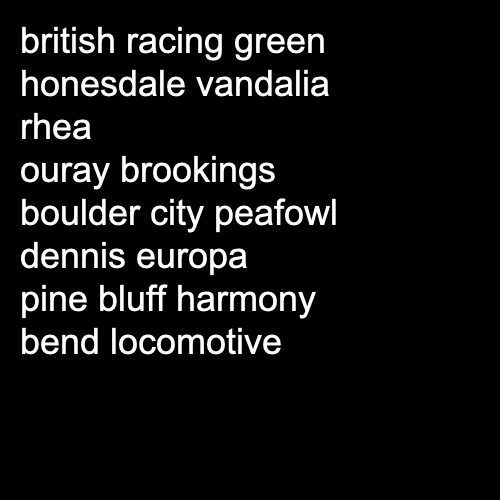 british racing green
honesdale vandalia
rhea
ouray brookings
boulder city peafowl
dennis europa
pine bluff harmony
bend locomotive